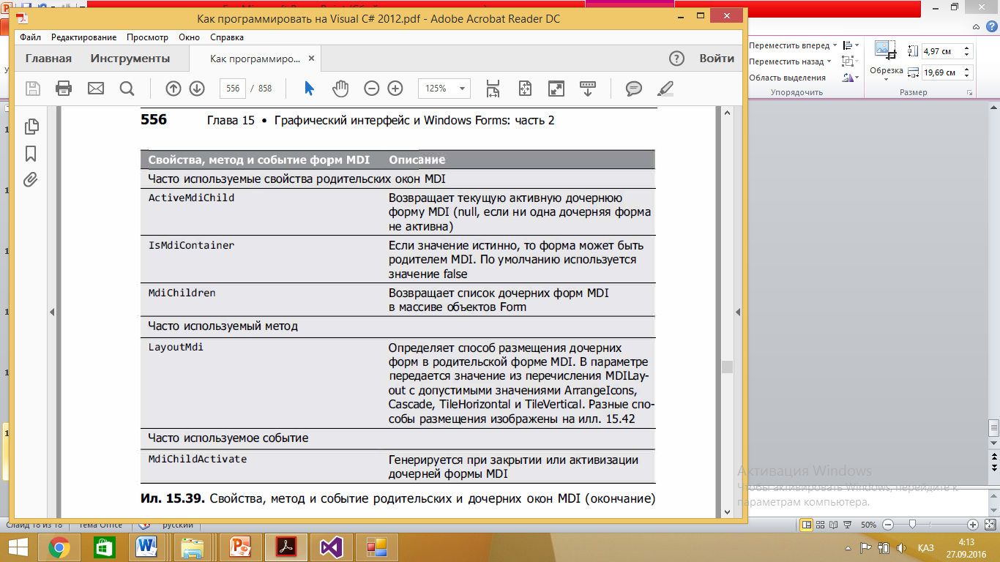 Как программировать на Visual C# 2012.pdf - Adobe Acrobat Reader DC
Файл Редактирование Просмотр Окно Справка
Главная Инструменты Как программиро... × Войти
556 / 858 125%
Переместить вперед
Переместить назад
Область выделения
Упорядочить
Обрезка
4,97 см
19,69 см
Размер
556 Глава 15 • Графический интерфейс и Windows Forms: часть 2
Свойства, метод и событие форм MDI Описание
Часто используемые свойства родительских окон MDI
ActiveMdiChild Возвращает текущую активную дочернюю
форму MDI (null, если ни одна дочерняя форма
не активна)
IsMdiContainer Если значение истинно, то форма может быть
родителем MDI. По умолчанию используется
значение false
MdiChildren Возвращает список дочерних форм MDI
в массиве объектов Form
Часто используемый метод
LayoutMdi Определяет способ размещения дочерних
форм в родительской форме MDI. В параметре
передается значение из перечисления MDILay-
out с допустимыми значениями ArrangeIcons,
Cascade, TileHorizontal и TileVertical. Разные спо-
собы размещения изображены на илл. 15.42
Часто используемое событие
MdiChildActivate Генерируется при закрытии или активизации
дочерней формы MDI
Ил. 15.39. Свойства, метод и событие родительских и дочерних окон MDI (окончание)
Активация Windows
Чтобы активировать Windows, перейдите к
параметрам компьютера.
Слайд 18 из 18 Тема Office русский 50%
ҚАЗ
4:13
27.09.2016